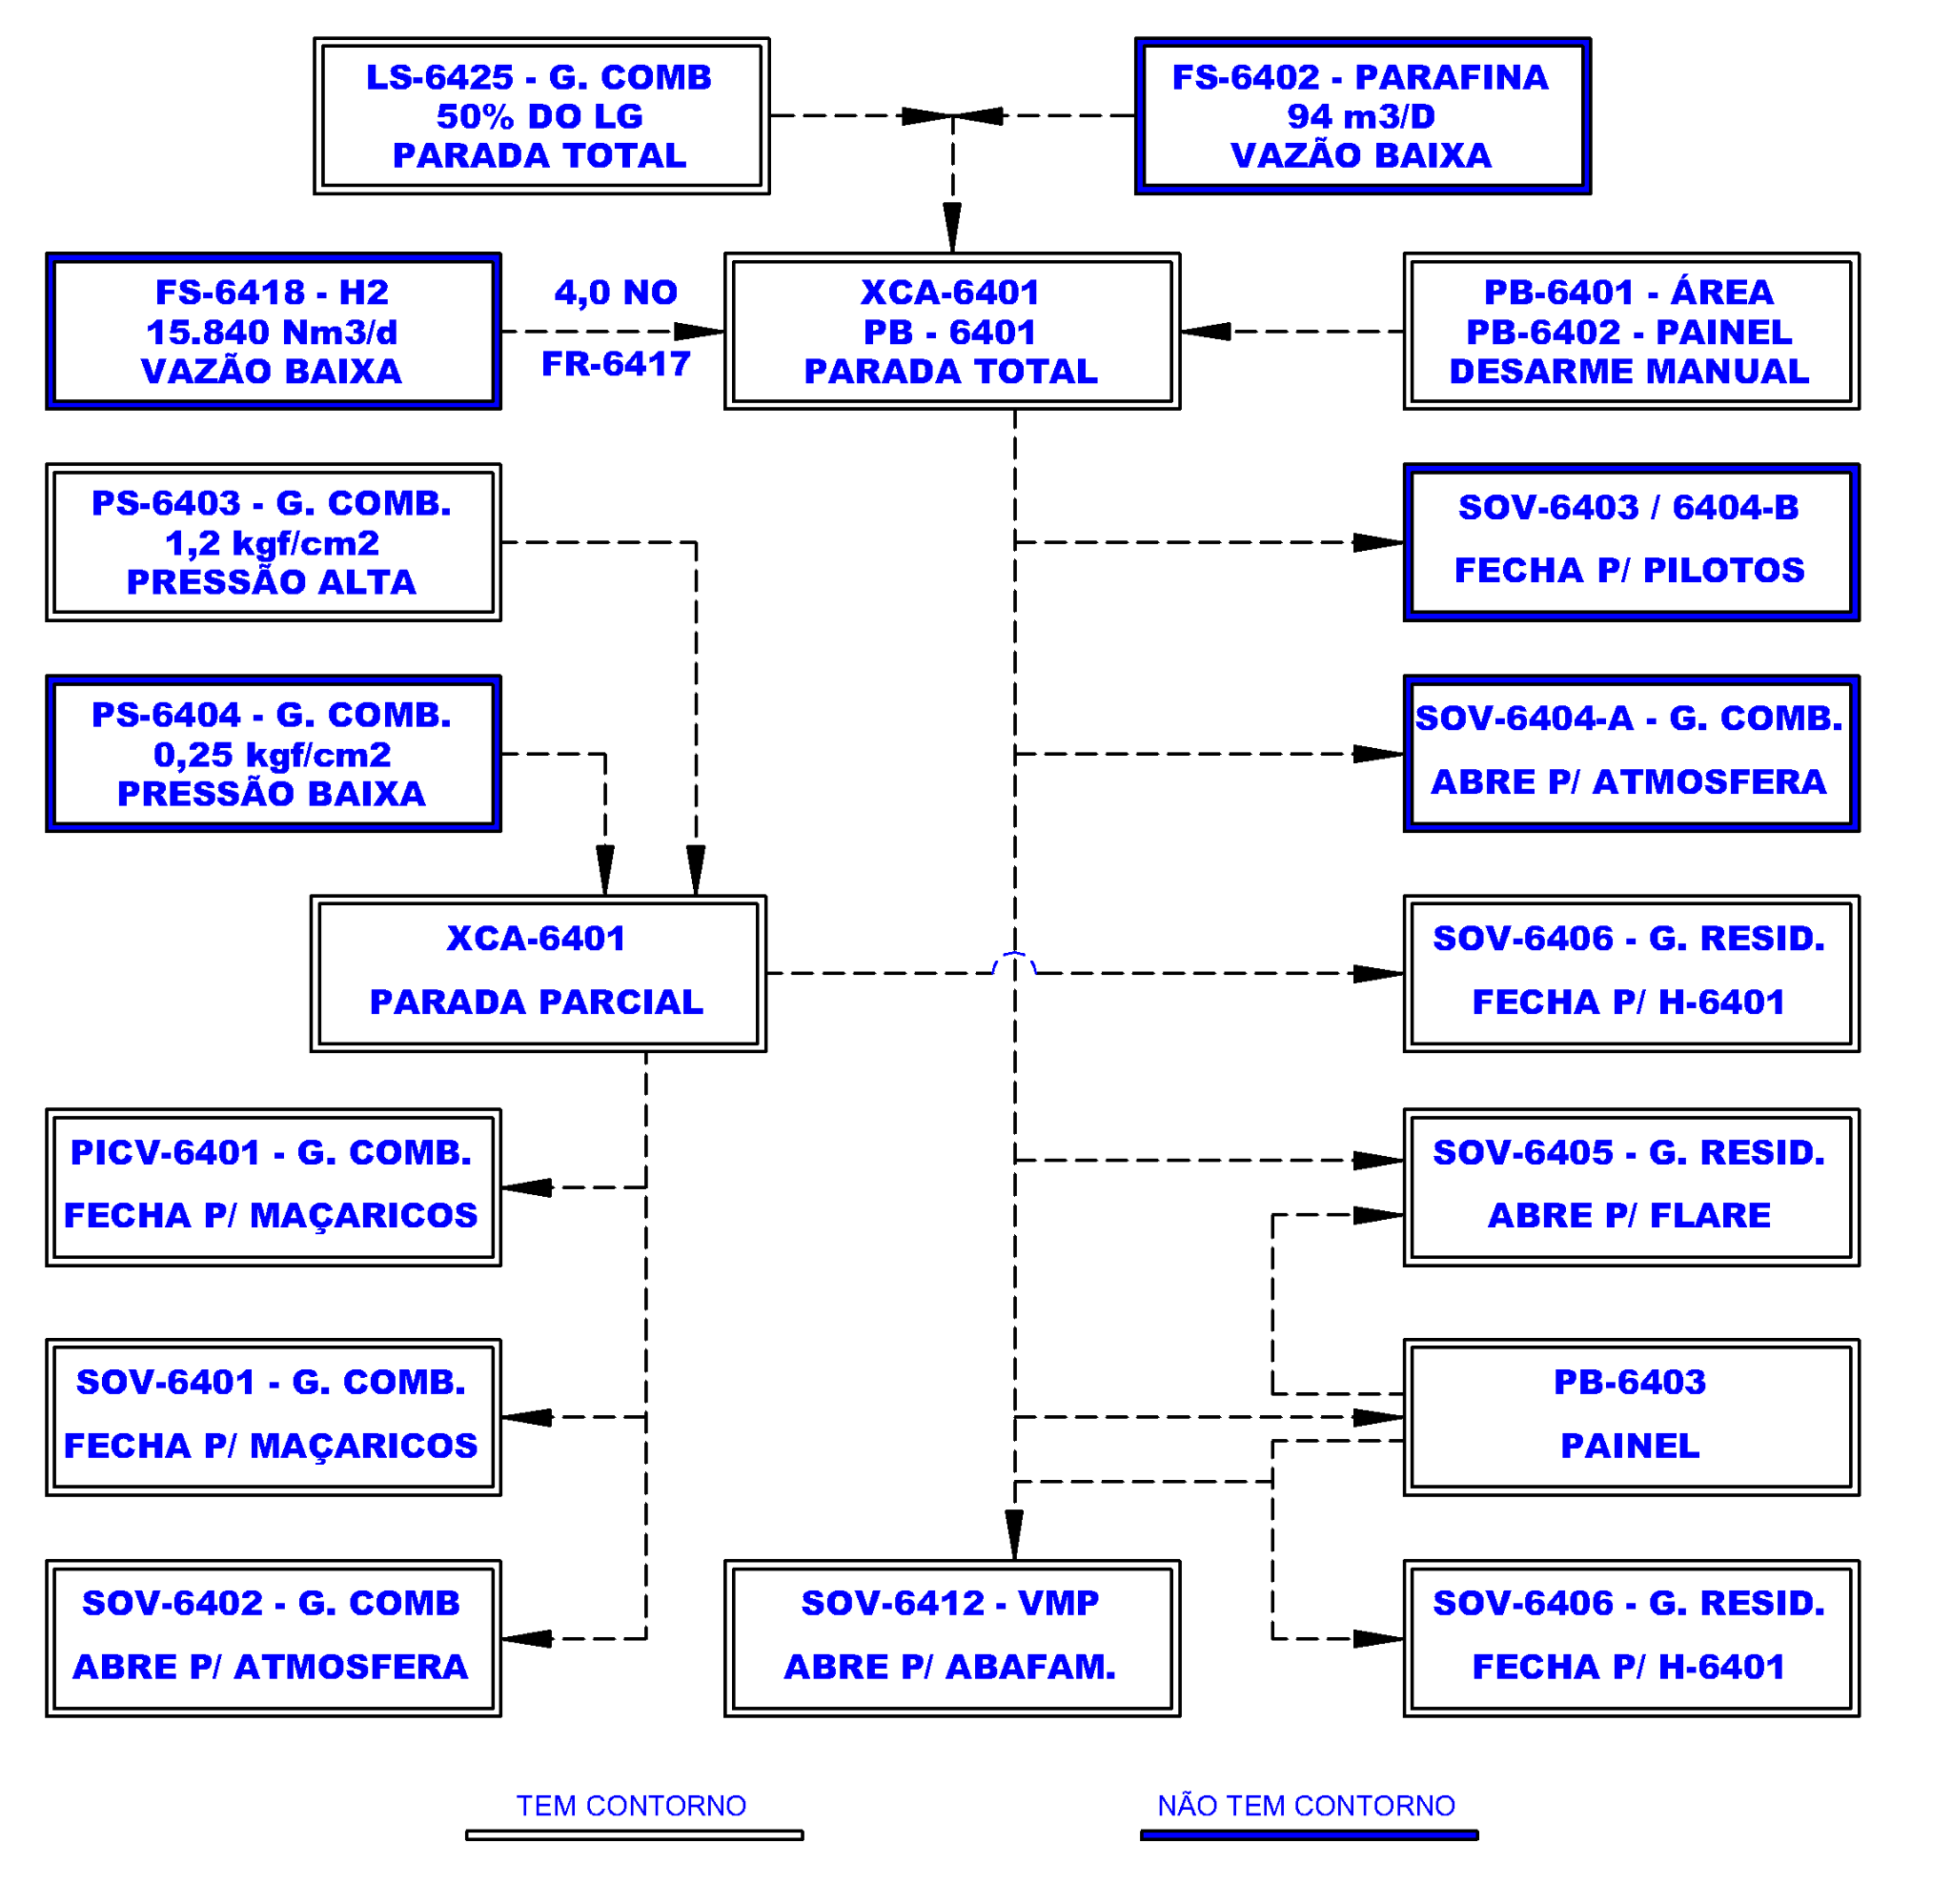 LS-6425 - G. COMB
50% DO LG
PARADA TOTAL
FS-6402 - PARAFINA
94 m3/D
VAZÃO BAIXA
FS-6418 - H2
15.840 Nm3/d
VAZÃO BAIXA
4,0 NO
FR-6417
XCA-6401
PB - 6401
PARADA TOTAL
PB-6401 - ÁREA
PB-6402 - PAINEL
DESARME MANUAL
PS-6403 - G. COMB.
1,2 kgf/cm2
PRESSÃO ALTA
SOV-6403 / 6404-B
FECHA P/ PILOTOS
PS-6404 - G. COMB.
0,25 kgf/cm2
PRESSÃO BAIXA
SOV-6404-A - G. COMB.
ABRE P/ ATMOSFERA
XCA-6401
PARADA PARCIAL
SOV-6406 - G. RESID.
FECHA P/ H-6401
PICV-6401 - G. COMB.
FECHA P/ MAÇARICOS
SOV-6405 - G. RESID.
ABRE P/ FLARE
SOV-6401 - G. COMB.
FECHA P/ MAÇARICOS
PB-6403
PAINEL
SOV-6402 - G. COMB
ABRE P/ ATMOSFERA
SOV-6412 - VMP
ABRE P/ ABAFAM.
SOV-6406 - G. RESID.
FECHA P/ H-6401
TEM CONTORNO
NÃO TEM CONTORNO